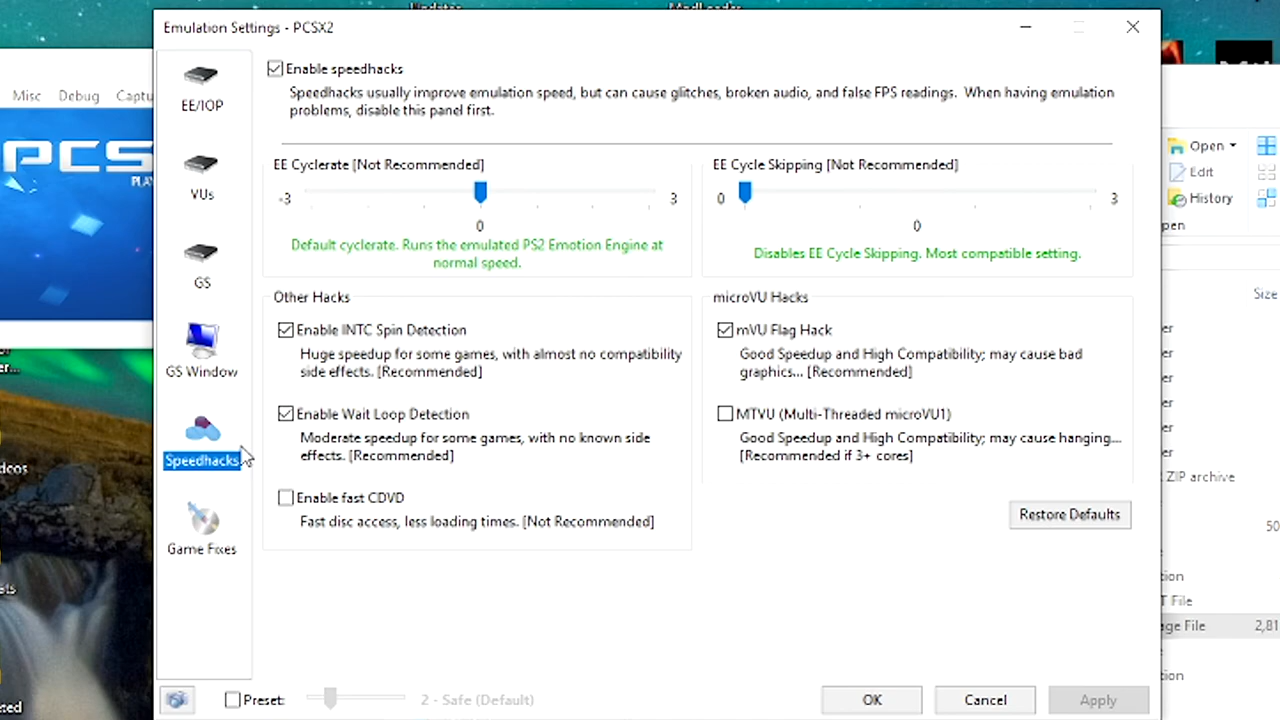 Emulation Settings - PCSX2
Misc Debug
EE/IOP
VUs
GS
GS Window
Speedhacks
Game Fixes
Enable speedhacks
Speedhacks usually improve emulation speed, but can cause glitches, broken audio, and false FPS readings. When having emulation
problems, disable this panel first.
EE Cyclerate [Not Recommended]
-3 3
0
Default cyclerate. Runs the emulated PS2 Emotion Engine at
normal speed.
EE Cycle Skipping [Not Recommended]
0 3
0
Disables EE Cycle Skipping. Most compatible setting.
Other Hacks
Enable INTC Spin Detection
Huge speedup for some games, with almost no compatibility
side effects. [Recommended]
Enable Wait Loop Detection
Moderate speedup for some games, with no known side
effects. [Recommended]
Enable fast CDVD
Fast disc access, less loading times. [Not Recommended]
microVU Hacks
mVU Flag Hack
Good Speedup and High Compatibility; may cause bad
graphics... [Recommended]
MTVU (Multi-Threaded microVU1)
Good Speedup and High Compatibility; may cause hanging...
[Recommended if 3+ cores]
Restore Defaults
Preset: 2 - Safe (Default)
OK Cancel Apply
Open
Edit
History
Size
ZIP archive
File
File